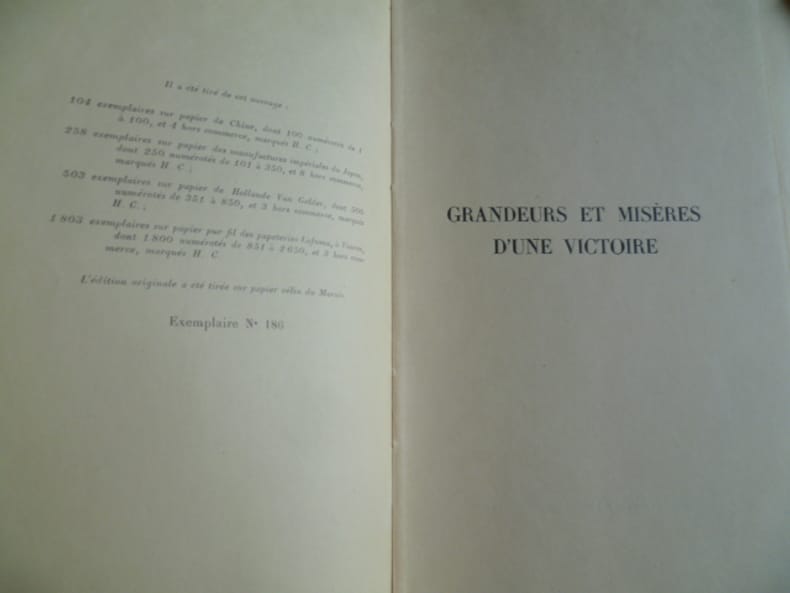 Il a été tiré de cet ouvrage :
104 exemplaires sur papier de Chine, dont 100 numérotés de 1
à 100, et 4 hors commerce, marqués H. C. ;
258 exemplaires sur papier des manufactures impériales du Japon,
dont 250 numérotés de 101 à 350, et 8 hors commerce,
marqués H. C. ;
503 exemplaires sur papier de Hollande Van Gelder, dont 500
numérotés de 351 à 850, et 3 hors commerce, marqués
H. C. ;
1 803 exemplaires sur papier pur fil des papeteries Lafuma, à Voiron,
dont 1 800 numérotés de 851 à 2 650, et 3 hors com-
merce, marqués H. C.
L'édition originale a été tirée sur papier vélin du Marais.
Exemplaire N° 186
GRANDEURS ET MISÈRES
D'UNE VICTOIRE